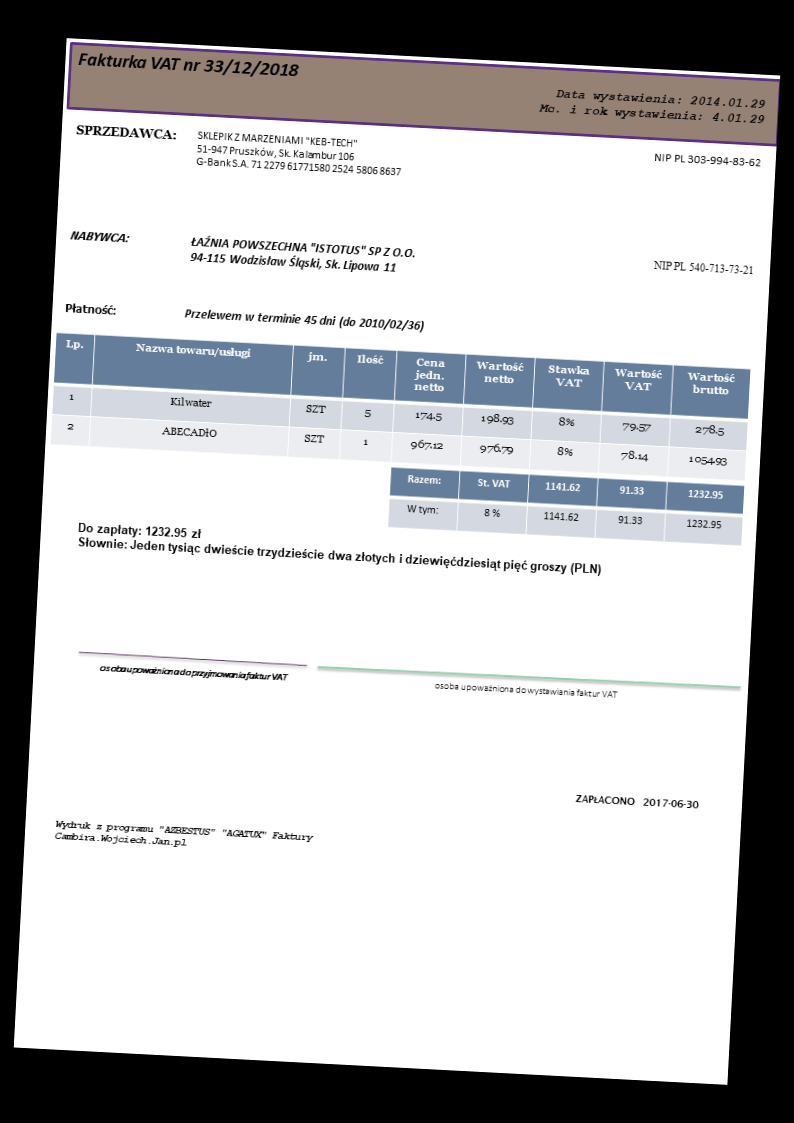 Fakturka VAT nr 33/12/2018
Data wystawienia: 2014.01.29
Mc. i rok wystawienia: 4.01.29
SPRZEDAWCA: SKLEPIK Z MARZENIAMI "KEB-TECH"
51-947 Pruszków, Sk. Kalambur 106
G-Bank S.A. 71 2279 6177 1580 2524 5806 8637
NIP PL 303-994-83-62
NABYWCA: ŁAŹNIA POWSZECHNA "ISTOTUS" SP Z O.O.
94-115 Wodzisław Śląski, Sk. Lipowa 11
NIP PL 540-713-73-21
Płatność: Przelewem w terminie 45 dni (do 2010/02/36)
Lp. Nazwa towaru/usługi jm. Ilość Cena jedn. netto Wartość netto Stawka VAT Wartość VAT Wartość brutto
1 Kilwater SZT 5 174.5 198.93 8% 79.57 278.5
2 ABECADłO SZT 1 967.12 976.79 8% 78.14 1054.93
Razem: St. VAT 1141.62 91.33 1232.95
W tym: 8 % 1141.62 91.33 1232.95
Do zapłaty: 1232.95 zł
Słownie: Jeden tysiąc dwieście trzydzieście dwa złotych i dziewięćdziesiąt pięć groszy (PLN)
osoba upoważniona do przyjmowania faktur VAT
osoba upoważniona do wystawiania faktur VAT
ZAPŁACONO 2017-06-30
Wydruk z programu "AZBESTUS" "AGATUX" Faktury
Cambira.Wojciech.Jan.pl